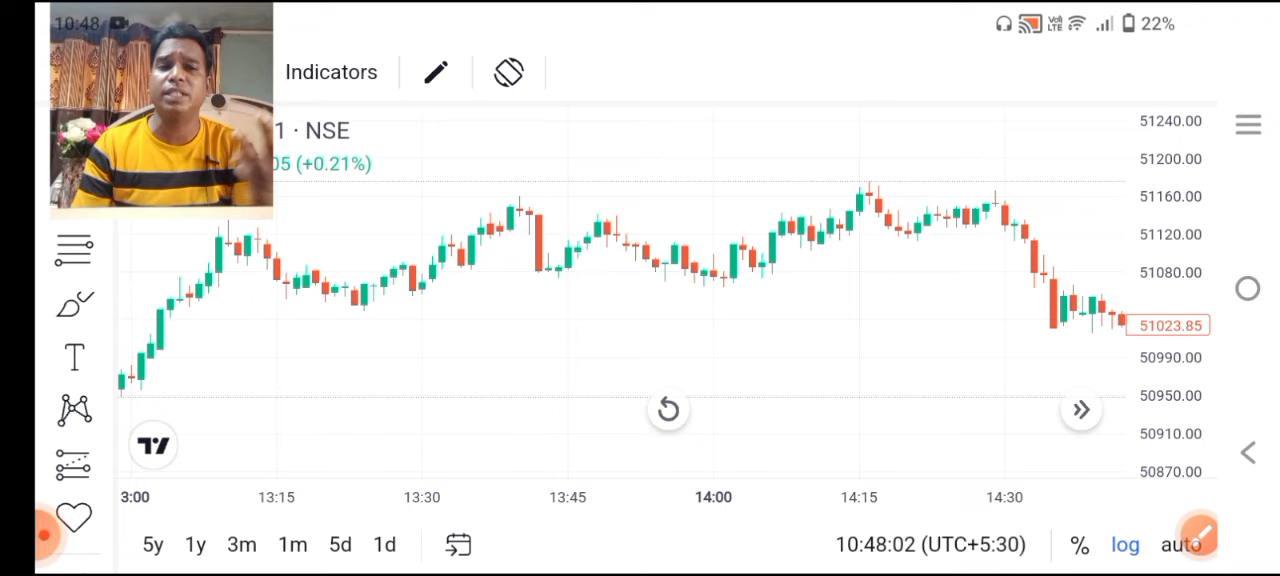 10:48
Vo)
LTE
22%
Indicators
1 · NSE
05 (+0.21%)
51240.00
51200.00
51160.00
51120.00
51080.00
51023.85
50990.00
50950.00
50910.00
50870.00
T
3:00 13:15 13:30 13:45 14:00 14:15 14:30
5y 1y 3m 1m 5d 1d
10:48:02 (UTC+5:30) % log auto